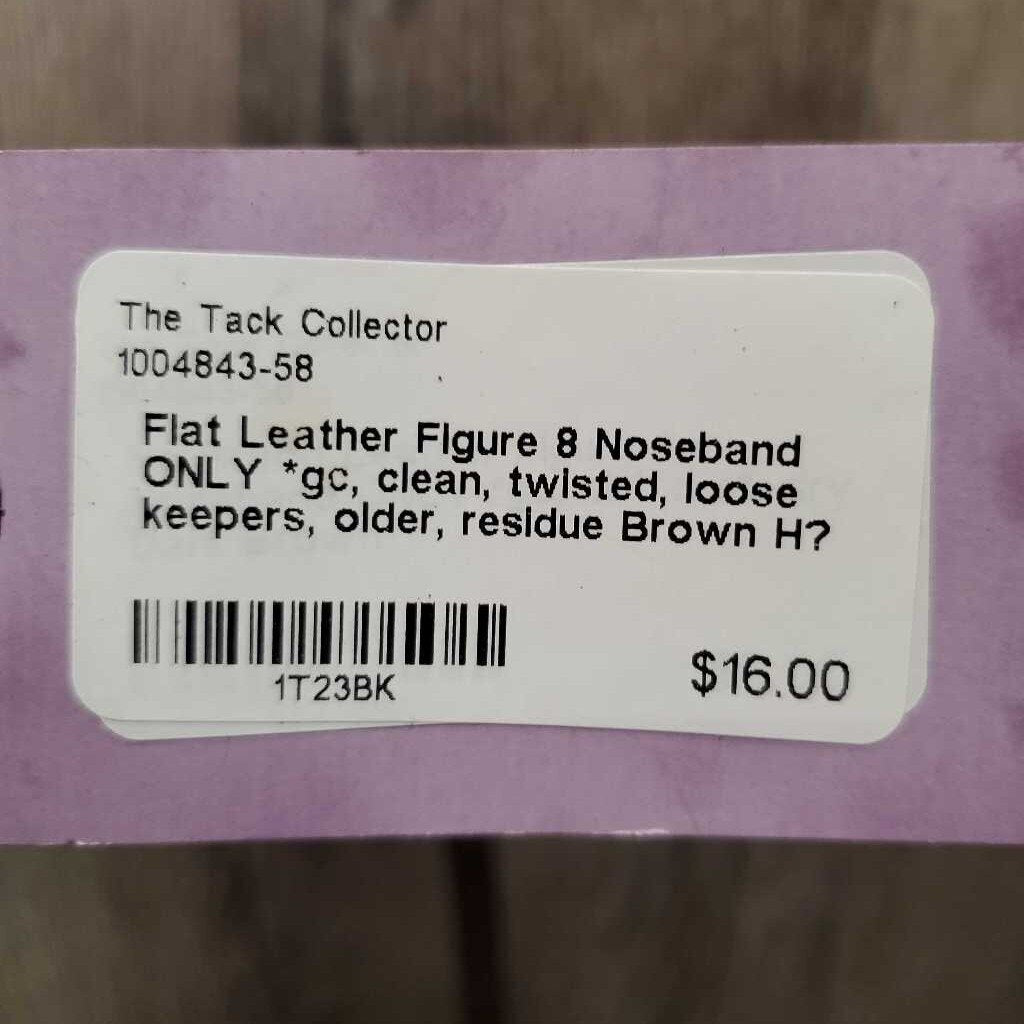 The Tack Collector
1004843-58
Flat Leather Figure 8 Noseband
ONLY *gc, clean, twisted, loose
keepers, older, residue Brown H?
1T23BK
$16.00